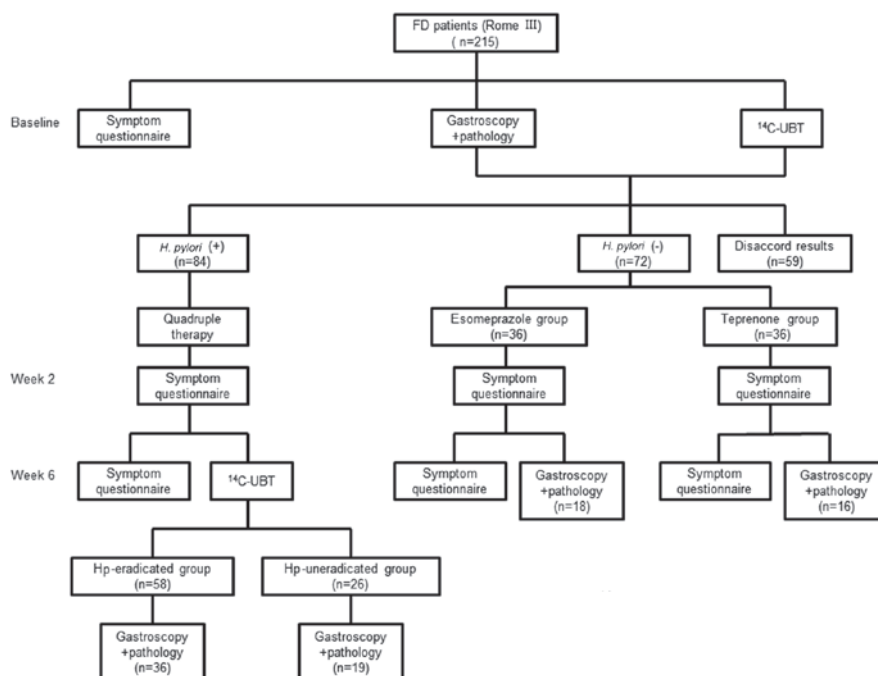 FD patients (Rome III)
( n=215)
Baseline
Symptom
questionnaire
Gastroscopy
+pathology
14C-UBT
H. pylori (+)
(n=84)
H. pylori (-)
(n=72)
Disaccord results
(n=59)
Quadruple
therapy
Esomeprazole group
(n=36)
Teprenone group
(n=36)
Week 2
Symptom
questionnaire
Symptom
questionnaire
Symptom
questionnaire
Week 6
Symptom
questionnaire
14C-UBT
Symptom
questionnaire
Gastroscopy
+pathology
(n=18)
Symptom
questionnaire
Gastroscopy
+pathology
(n=16)
Hp-eradicated group
(n=58)
Hp-uneradicated group
(n=26)
Gastroscopy
+pathology
(n=36)
Gastroscopy
+pathology
(n=19)